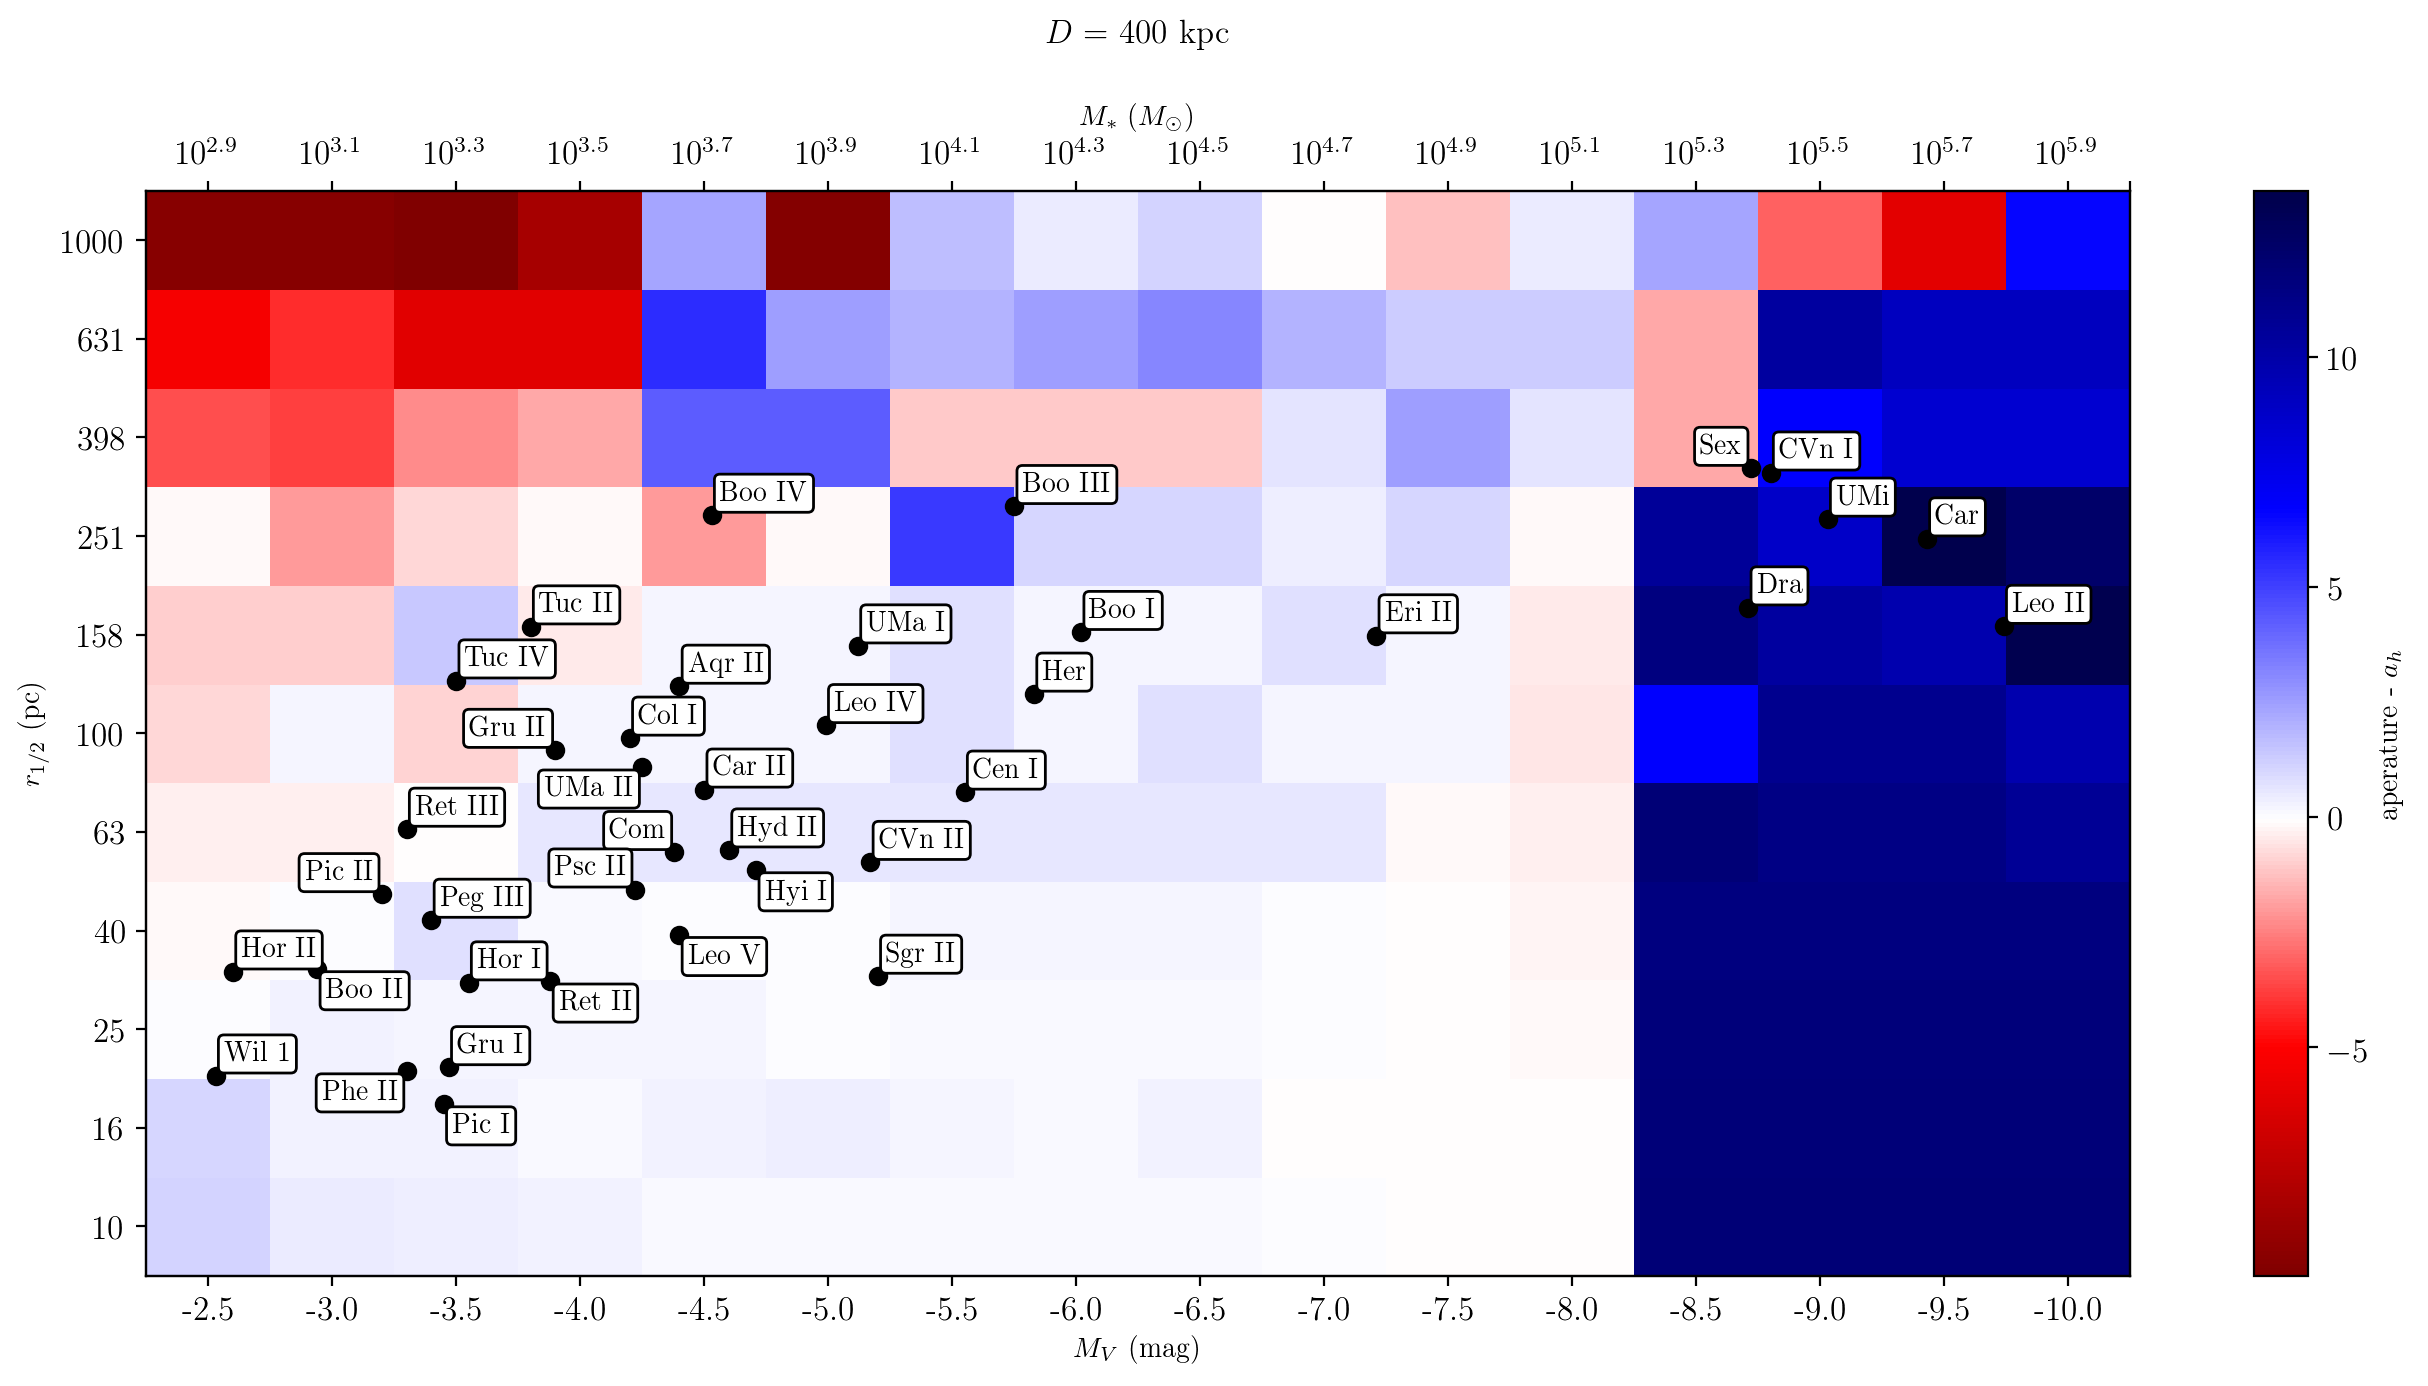 D = 400 kpc
M* (M⊙)
10^2.9 10^3.1 10^3.3 10^3.5 10^3.7 10^3.9 10^4.1 10^4.3 10^4.5 10^4.7 10^4.9 10^5.1 10^5.3 10^5.5 10^5.7 10^5.9
1000
631
398
251
158
100
63
40
25
16
10
r1/2 (pc)
Sex
CVn I
Boo IV
Boo III
UMi
Car
Dra
Tuc II
Leo II
UMa I
Boo I
Eri II
Tuc IV
Aqr II
Her
Leo IV
Gru II
Col I
Car II
Cen I
UMa II
Ret III
Com
Hyd II
CVn II
Psc II
Pic II
Hyi I
Peg III
Hor II
Hor I
Leo V
Sgr II
Boo II
Ret II
Wil 1
Gru I
Phe II
Pic I
-2.5 -3.0 -3.5 -4.0 -4.5 -5.0 -5.5 -6.0 -6.5 -7.0 -7.5 -8.0 -8.5 -9.0 -9.5 -10.0
MV (mag)
10
5
0
−5
aperature - ah